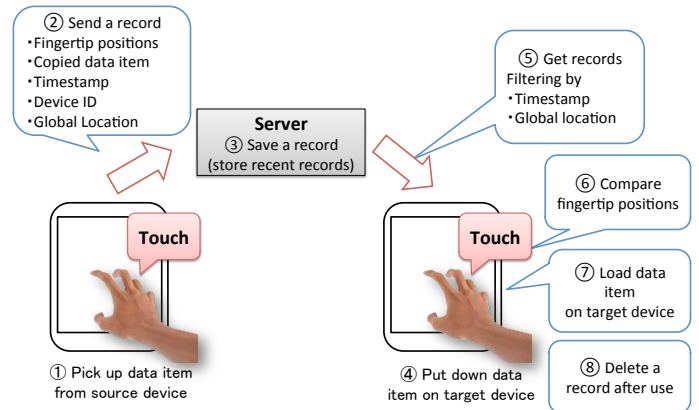 ② Send a record
・Fingertip positions
・Copied data item
・Timestamp
・Device ID
・Global Location
Server
③ Save a record
(store recent records)
⑤ Get records
Filtering by
・Timestamp
・Global location
⑥ Compare
fingertip positions
Touch
Touch
⑦ Load data
item
on target device
① Pick up data item
from source device
④ Put down data
item on target device
⑧ Delete a
record after use